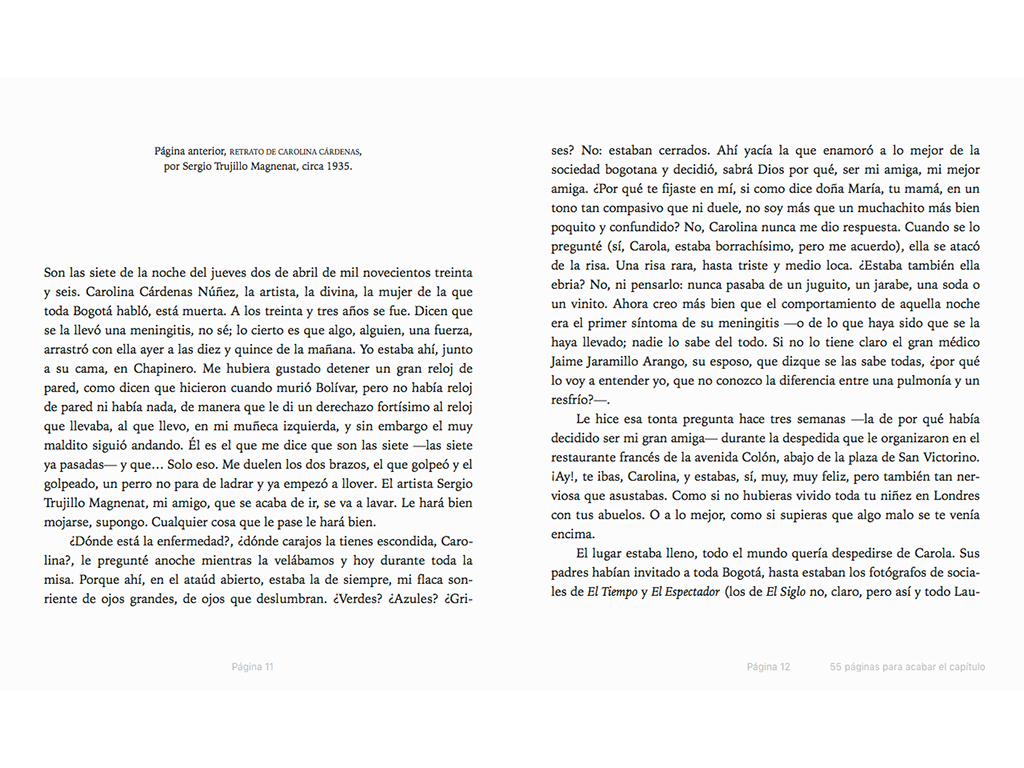 Página anterior, RETRATO DE CAROLINA CÁRDENAS,
por Sergio Trujillo Magnenat, circa 1935.
Son las siete de la noche del jueves dos de abril de mil novecientos treinta
y seis. Carolina Cárdenas Núñez, la artista, la divina, la mujer de la que
toda Bogotá habló, está muerta. A los treinta y tres años se fue. Dicen que
se la llevó una meningitis, no sé; lo cierto es que algo, alguien, una fuerza,
arrastró con ella ayer a las diez y quince de la mañana. Yo estaba ahí, junto
a su cama, en Chapinero. Me hubiera gustado detener un gran reloj de
pared, como dicen que hicieron cuando murió Bolívar, pero no había reloj
de pared ni había nada, de manera que le di un derechazo fortísimo al reloj
que llevaba, al que llevo, en mi muñeca izquierda, y sin embargo el muy
maldito siguió andando. Él es el que me dice que son las siete —las siete
ya pasadas— y que… Solo eso. Me duelen los dos brazos, el que golpeó y el
golpeado, un perro no para de ladrar y ya empezó a llover. El artista Sergio
Trujillo Magnenat, mi amigo, que se acaba de ir, se va a lavar. Le hará bien
mojarse, supongo. Cualquier cosa que le pase le hará bien.
¿Dónde está la enfermedad?, ¿dónde carajos la tienes escondida, Caro-
lina?, le pregunté anoche mientras la velábamos y hoy durante toda la
misa. Porque ahí, en el ataúd abierto, estaba la de siempre, mi flaca son-
riente de ojos grandes, de ojos que deslumbran. ¿Verdes? ¿Azules? ¿Gri-
Página 11
ses? No: estaban cerrados. Ahí yacía la que enamoró a lo mejor de la
sociedad bogotana y decidió, sabrá Dios por qué, ser mi amiga, mi mejor
amiga. ¿Por qué te fijaste en mí, si como dice doña María, tu mamá, en un
tono tan compasivo que ni duele, no soy más que un muchachito más bien
poquito y confundido? No, Carolina nunca me dio respuesta. Cuando se lo
pregunté (sí, Carola, estaba borrachísimo, pero me acuerdo), ella se atacó
de la risa. Una risa rara, hasta triste y medio loca. ¿Estaba también ella
ebria? No, ni pensarlo: nunca pasaba de un juguito, un jarabe, una soda o
un vinito. Ahora creo más bien que el comportamiento de aquella noche
era el primer síntoma de su meningitis —o de lo que haya sido que se la
haya llevado; nadie lo sabe del todo. Si no lo tiene claro el gran médico
Jaime Jaramillo Arango, su esposo, que dizque se las sabe todas, ¿por qué
lo voy a entender yo, que no conozco la diferencia entre una pulmonía y un
resfrío?—.
Le hice esa tonta pregunta hace tres semanas —la de por qué había
decidido ser mi gran amiga— durante la despedida que le organizaron en el
restaurante francés de la avenida Colón, abajo de la plaza de San Victorino.
¡Ay!, te ibas, Carolina, y estabas, sí, muy, muy feliz, pero también tan ner-
viosa que asustabas. Como si no hubieras vivido toda tu niñez en Londres
con tus abuelos. O a lo mejor, como si supieras que algo malo se te venía
encima.
El lugar estaba lleno, todo el mundo quería despedirse de Carola. Sus
padres habían invitado a toda Bogotá, hasta estaban los fotógrafos de socia-
les de El Tiempo y El Espectador (los de El Siglo no, claro, pero así y todo Lau-
Página 12
55 páginas para acabar el capítulo